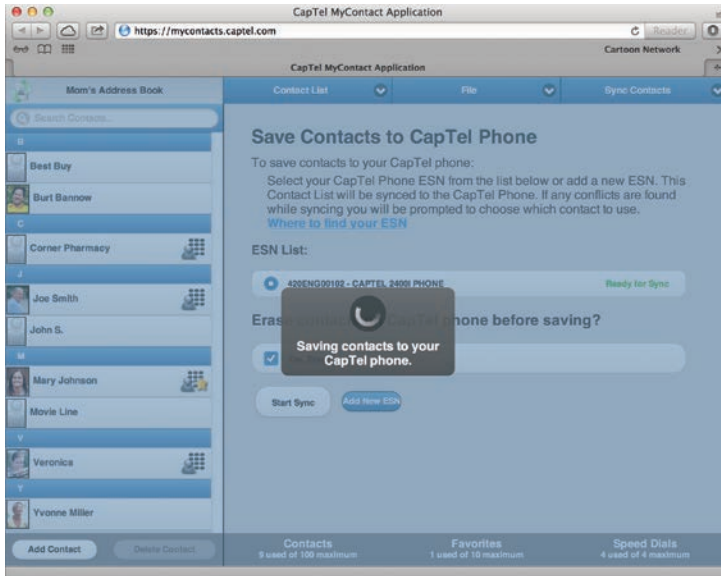 CapTel MyContact Application
https://mycontacts.captel.com
Reader
Cartoon Network
CapTel MyContact Application
Mom's Address Book
Contact List
File
Sync Contacts
Search Contacts...
B
Best Buy
Burt Bannow
C
Corner Pharmacy
J
Joe Smith
John S.
M
Mary Johnson
Movie Line
V
Veronica
Y
Yvonne Miller
Add Contact
Delete Contact
Save Contacts to CapTel Phone
To save contacts to your CapTel phone:
Select your CapTel Phone ESN from the list below or add a new ESN. This
Contact List will be synced to the CapTel Phone. If any conflicts are found
while syncing you will be prompted to choose which contact to use.
Where to find your ESN
ESN List:
420ENG00102 - CAPTEL 2400I PHONE
Ready for Sync
Erase phone before saving?
Saving contacts to your
CapTel phone.
Start Sync
Add New ESN
Contacts
9 used of 100 maximum
Favorites
1 used of 10 maximum
Speed Dials
4 used of 4 maximum